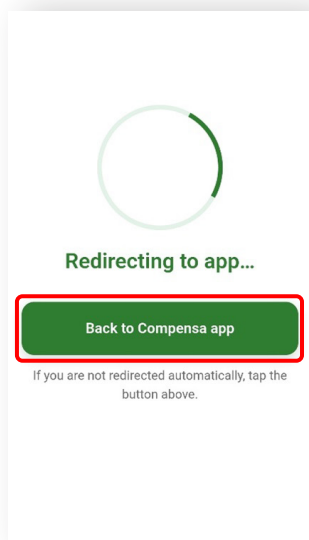 Redirecting to app...
Back to Compensa app
If you are not redirected automatically, tap the
button above.